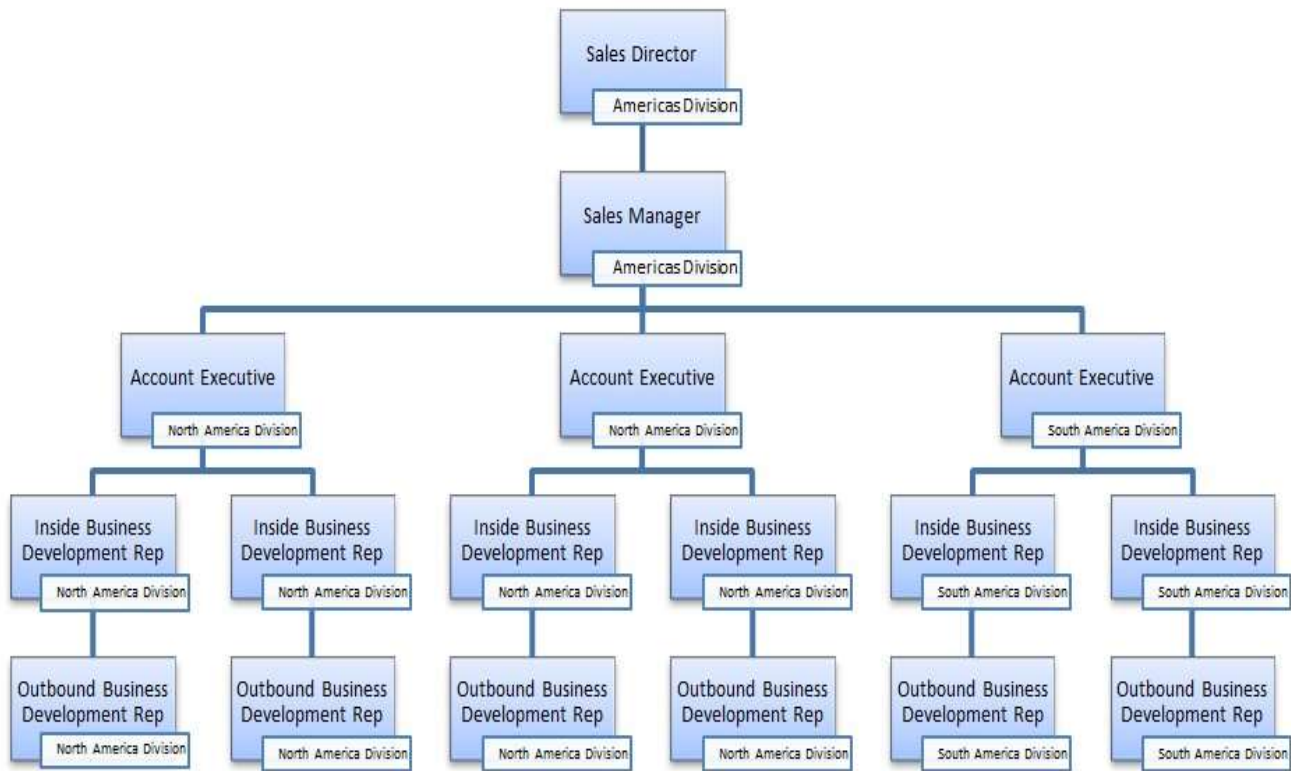 Sales Director
Americas Division
Sales Manager
Americas Division
Account Executive
North America Division
Account Executive
North America Division
Account Executive
South America Division
Inside Business
Development Rep
North America Division
Inside Business
Development Rep
North America Division
Inside Business
Development Rep
North America Division
Inside Business
Development Rep
North America Division
Inside Business
Development Rep
South America Division
Inside Business
Development Rep
South America Division
Outbound Business
Development Rep
North America Division
Outbound Business
Development Rep
North America Division
Outbound Business
Development Rep
North America Division
Outbound Business
Development Rep
North America Division
Outbound Business
Development Rep
South America Division
Outbound Business
Development Rep
South America Division